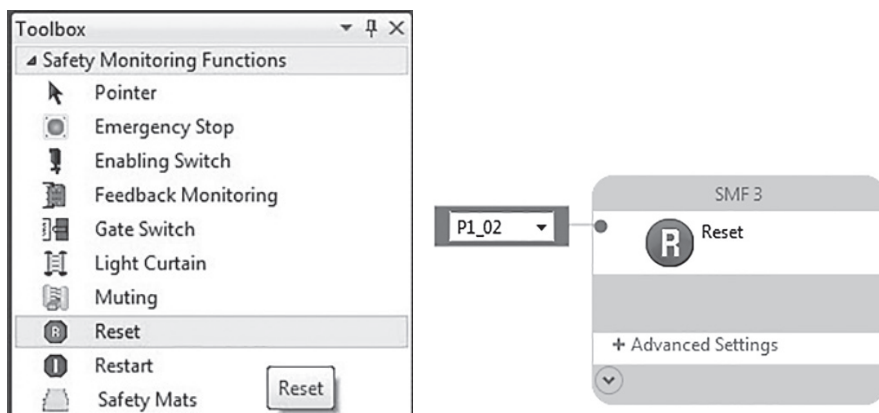 Toolbox
Safety Monitoring Functions
Pointer
Emergency Stop
Enabling Switch
Feedback Monitoring
Gate Switch
Light Curtain
Muting
R
Reset
Restart
Safety Mats
Reset
P1_02
SMF 3
R
Reset
+ Advanced Settings